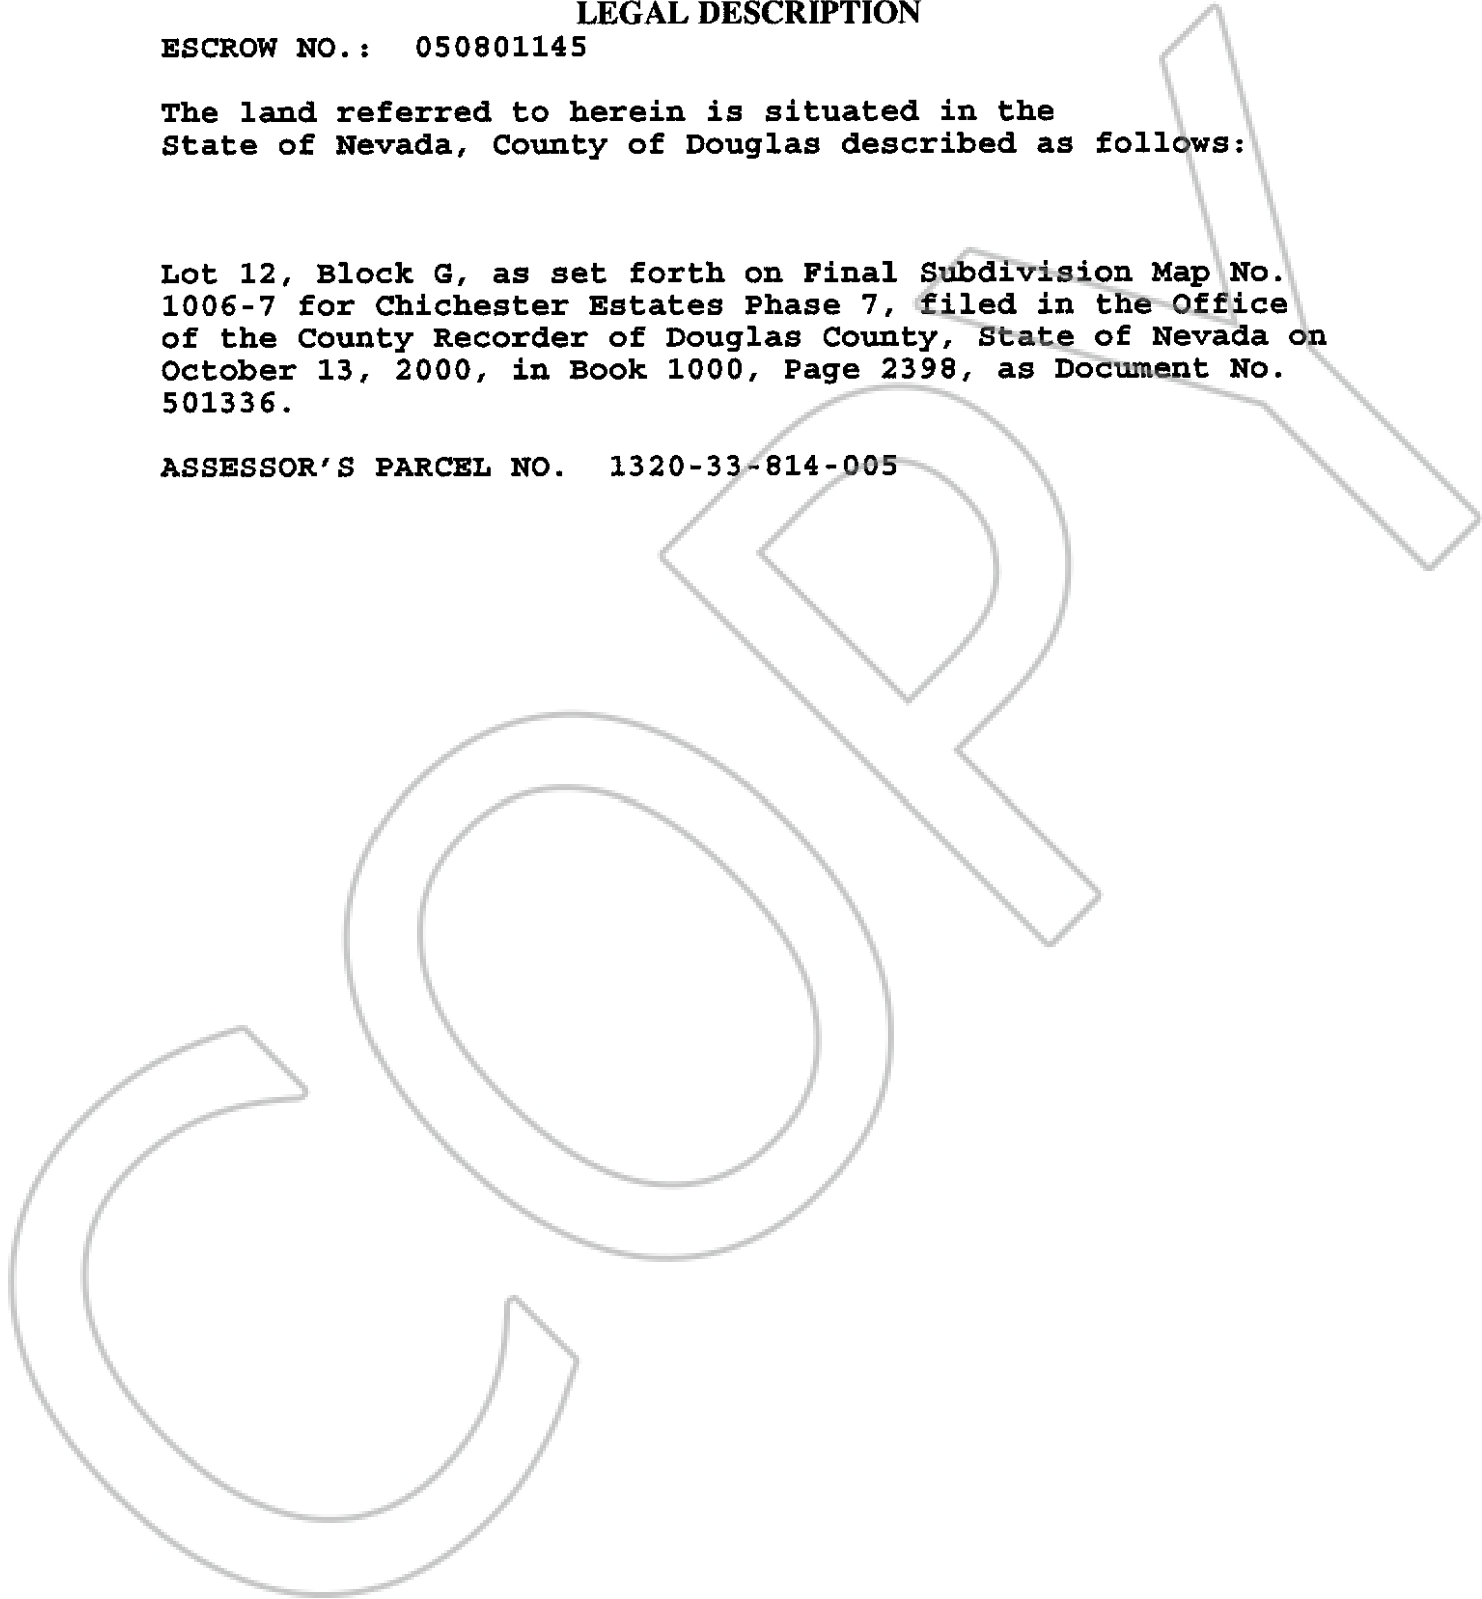 LEGAL DESCRIPTION
ESCROW NO.: 050801145
The land referred to herein is situated in the
State of Nevada, County of Douglas described as follows:
Lot 12, Block G, as set forth on Final Subdivision Map No.
1006-7 for Chichester Estates Phase 7, filed in the Office
of the County Recorder of Douglas County, State of Nevada on
October 13, 2000, in Book 1000, Page 2398, as Document No.
501336.
ASSESSOR'S PARCEL NO. 1320-33-814-005
COPY